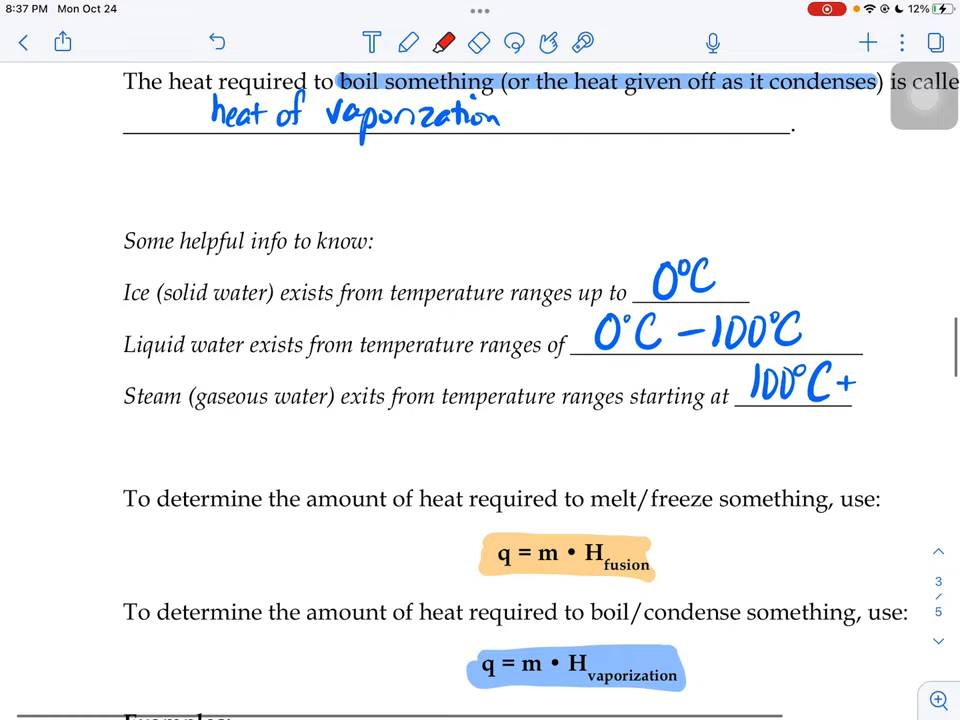 8:37 PM Mon Oct 24
12%
The heat required to boil something (or the heat given off as it condenses) is calle
heat of vaporization .
Some helpful info to know:
Ice (solid water) exists from temperature ranges up to 0°C
Liquid water exists from temperature ranges of 0°C - 100°C
Steam (gaseous water) exits from temperature ranges starting at 100°C +
To determine the amount of heat required to melt/freeze something, use:
q = m • Hfusion
3
/
5
To determine the amount of heat required to boil/condense something, use:
q = m • Hvaporization
Examples: